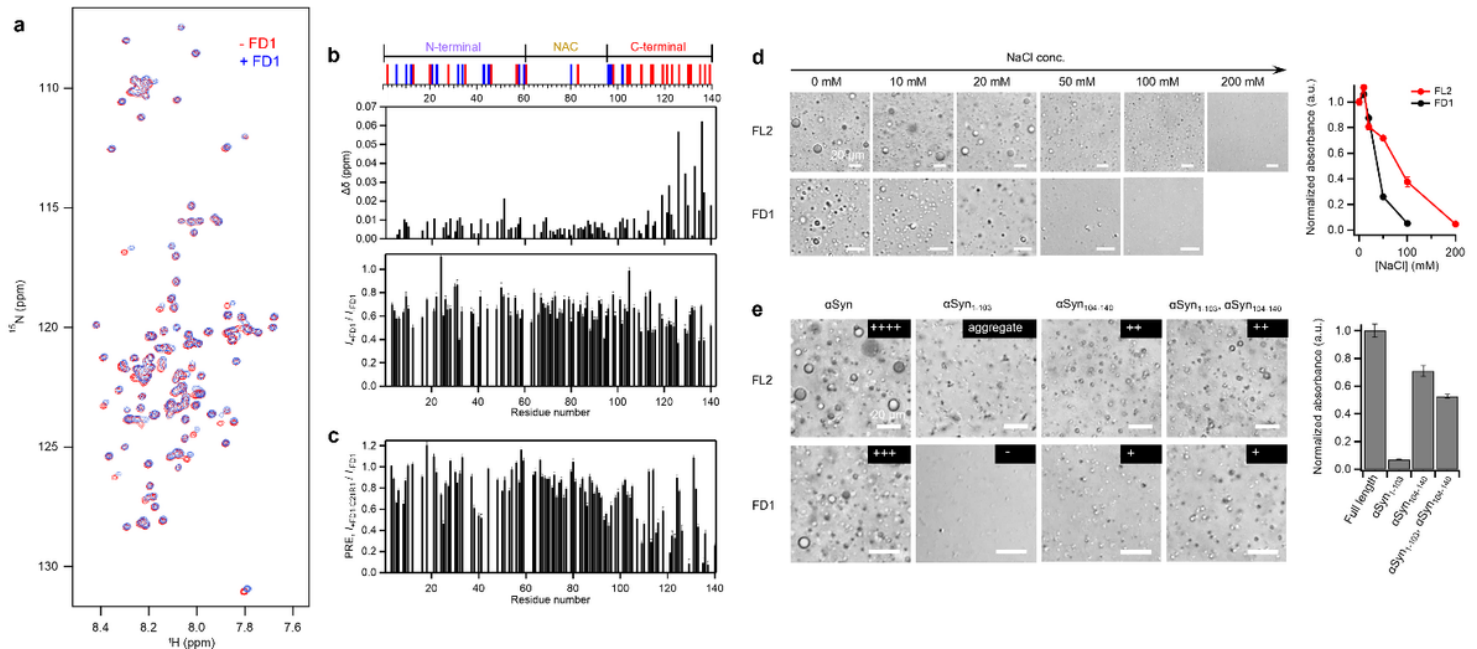 a
- FD1
+ FD1
110
115
120
125
130
¹⁵N (ppm)
8.4 8.2 8.0 7.8 7.6
¹H (ppm)
b
N-terminal NAC C-terminal
20 40 60 80 100 120 140
0.07
0.06
0.05
0.04
0.03
0.02
0.01
0.00
Δδ (ppm)
1.0
0.8
0.6
0.4
0.2
0.0
20 40 60 80 100 120 140
Residue number
c
1.2
1.0
0.8
0.6
0.4
0.2
0.0
20 40 60 80 100 120 140
Residue number
d
NaCl conc.
0 mM 10 mM 20 mM 50 mM 100 mM 200 mM
FL2
20 µm
FD1
FL2
FD1
1.0
0.8
0.6
0.4
0.2
0.0
Normalized absorbance (a.u.)
0 100 200
[NaCl] (mM)
e
αSyn αSyn₁₋₁₀₃ αSyn₁₀₄₋₁₄₀ αSyn₁₋₁₀₃, αSyn₁₀₄₋₁₄₀
FL2
++++ aggregate ++ ++
20 µm
FD1
+++ - + +
1.0
0.8
0.6
0.4
0.2
0.0
Normalized absorbance (a.u.)
Full length
αSyn₁₋₁₀₃
αSyn₁₀₄₋₁₄₀
αSyn₁₋₁₀₃, αSyn₁₀₄₋₁₄₀